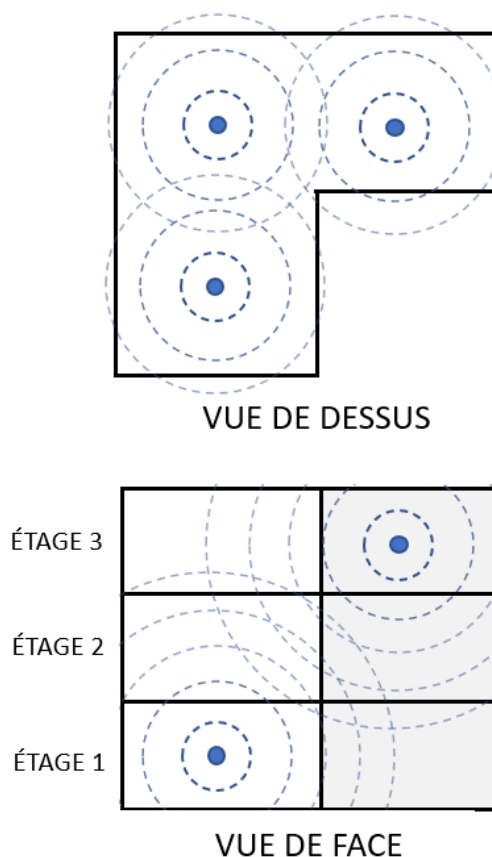 VUE DE DESSUS
ÉTAGE 3
ÉTAGE 2
ÉTAGE 1
VUE DE FACE